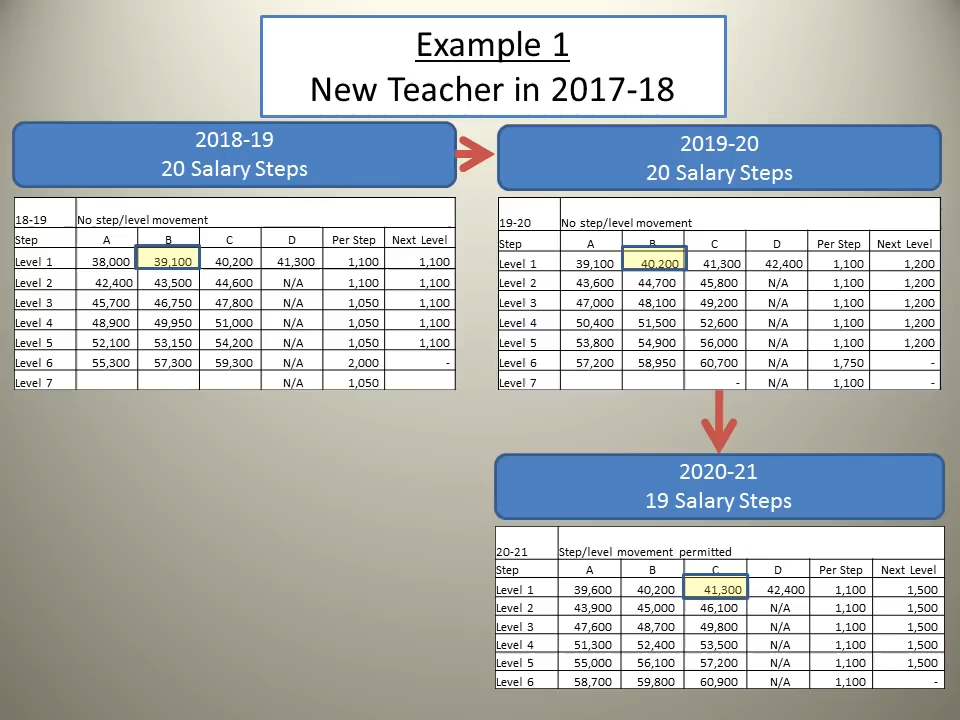 Example 1
New Teacher in 2017-18
2018-19
20 Salary Steps
18-19 No step/level movement
Step A B C D Per Step Next Level
Level 1 38,000 39,100 40,200 41,300 1,100 1,100
Level 2 42,400 43,500 44,600 N/A 1,100 1,100
Level 3 45,700 46,750 47,800 N/A 1,050 1,100
Level 4 48,900 49,950 51,000 N/A 1,050 1,100
Level 5 52,100 53,150 54,200 N/A 1,050 1,100
Level 6 55,300 57,300 59,300 N/A 2,000 -
Level 7 N/A 1,050
2019-20
20 Salary Steps
19-20 No step/level movement
Step A B C D Per Step Next Level
Level 1 39,100 40,200 41,300 42,400 1,100 1,200
Level 2 43,600 44,700 45,800 N/A 1,100 1,200
Level 3 47,000 48,100 49,200 N/A 1,100 1,200
Level 4 50,400 51,500 52,600 N/A 1,100 1,200
Level 5 53,800 54,900 56,000 N/A 1,100 1,200
Level 6 57,200 58,950 60,700 N/A 1,750 -
Level 7 - N/A 1,100 -
2020-21
19 Salary Steps
20-21 Step/level movement permitted
Step A B C D Per Step Next Level
Level 1 39,600 40,200 41,300 42,400 1,100 1,500
Level 2 43,900 45,000 46,100 N/A 1,100 1,500
Level 3 47,600 48,700 49,800 N/A 1,100 1,500
Level 4 51,300 52,400 53,500 N/A 1,100 1,500
Level 5 55,000 56,100 57,200 N/A 1,100 1,500
Level 6 58,700 59,800 60,900 N/A 1,100 -